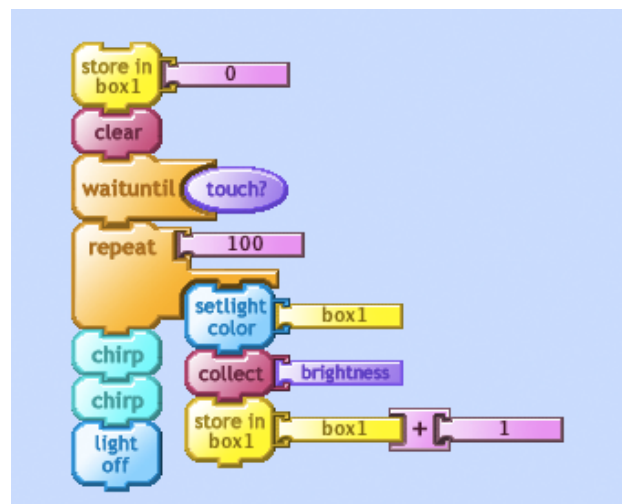 store in
box1
0
clear
waituntil
touch?
repeat
100
setlight
color
box1
chirp
collect
brightness
chirp
store in
box1
box1
+
1
light
off